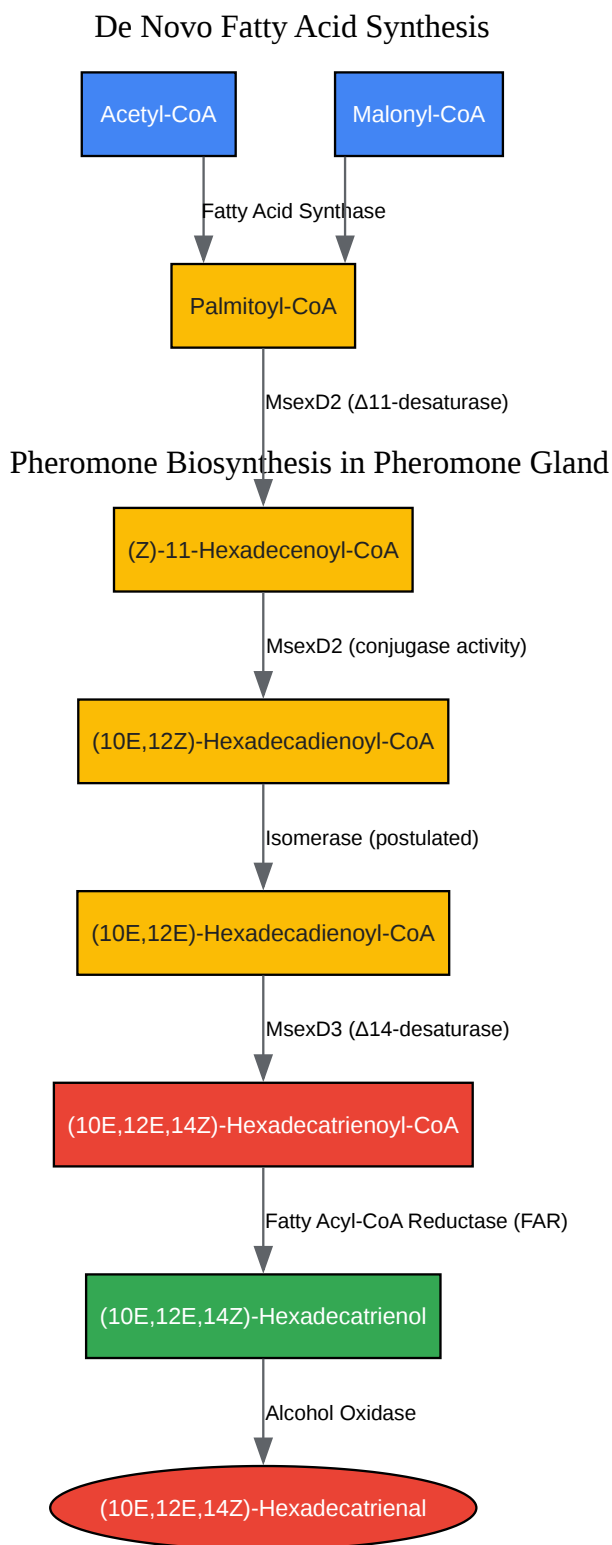 De Novo Fatty Acid Synthesis
Acetyl-CoA
Malonyl-CoA
Fatty Acid Synthase
Palmitoyl-CoA
MsexD2 (Δ11-desaturase)
Pheromone Biosynthesis in Pheromone Gland
(Z)-11-Hexadecenoyl-CoA
MsexD2 (conjugase activity)
(10E,12Z)-Hexadecadienoyl-CoA
Isomerase (postulated)
(10E,12E)-Hexadecadienoyl-CoA
MsexD3 (Δ14-desaturase)
(10E,12E,14Z)-Hexadecatrienoyl-CoA
Fatty Acyl-CoA Reductase (FAR)
(10E,12E,14Z)-Hexadecatrienol
Alcohol Oxidase
(10E,12E,14Z)-Hexadecatrienal